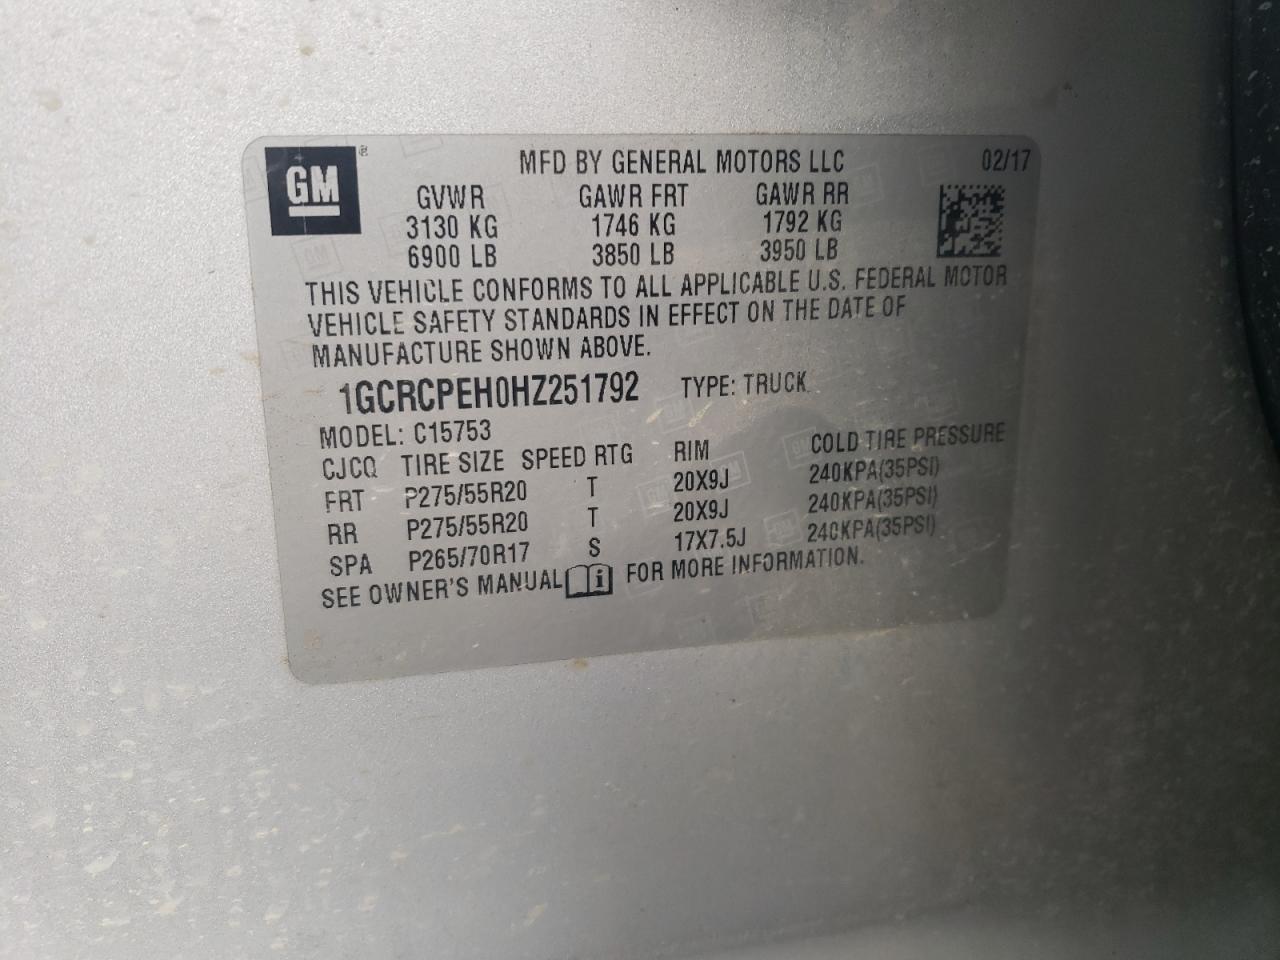 GM ®
MFD BY GENERAL MOTORS LLC 02/17
GVWR GAWR FRT GAWR RR
3130 KG 1746 KG 1792 KG
6900 LB 3850 LB 3950 LB
THIS VEHICLE CONFORMS TO ALL APPLICABLE U.S. FEDERAL MOTOR
VEHICLE SAFETY STANDARDS IN EFFECT ON THE DATE OF
MANUFACTURE SHOWN ABOVE.
1GCRCPEH0HZ251792 TYPE: TRUCK
MODEL: C15753
CJCQ TIRE SIZE SPEED RTG RIM COLD TIRE PRESSURE
FRT P275/55R20 T 20X9J 240KPA(35PSI)
RR P275/55R20 T 20X9J 240KPA(35PSI)
SPA P265/70R17 S 17X7.5J 240KPA(35PSI)
SEE OWNER'S MANUAL i FOR MORE INFORMATION.